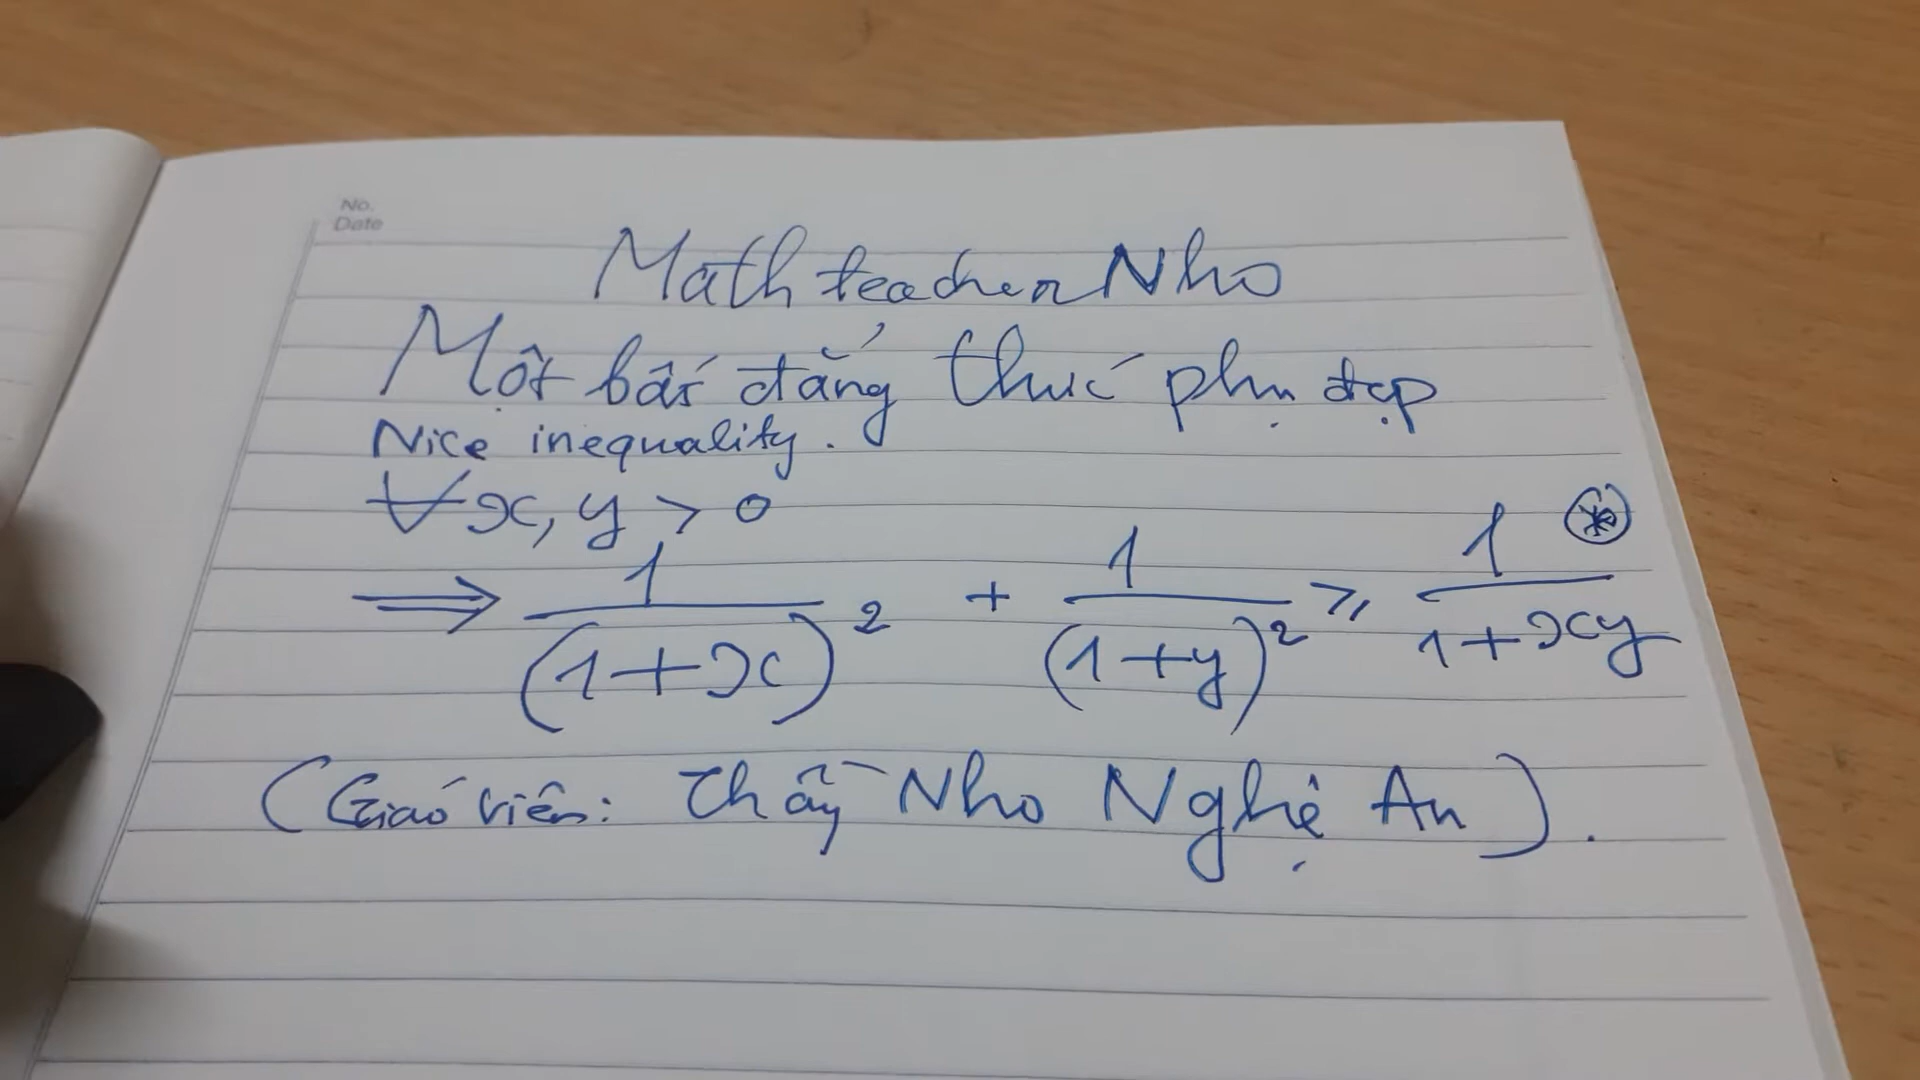 No.
Date
Math teacher Nho
Một bất đẳng thức phụ đẹp
Nice inequality.
∀x, y > 0
⇒ 1/(1+x)² + 1/(1+y)² ≥ 1/(1+xy) (*)
(Giáo viên: Thầy Nho Nghệ An).